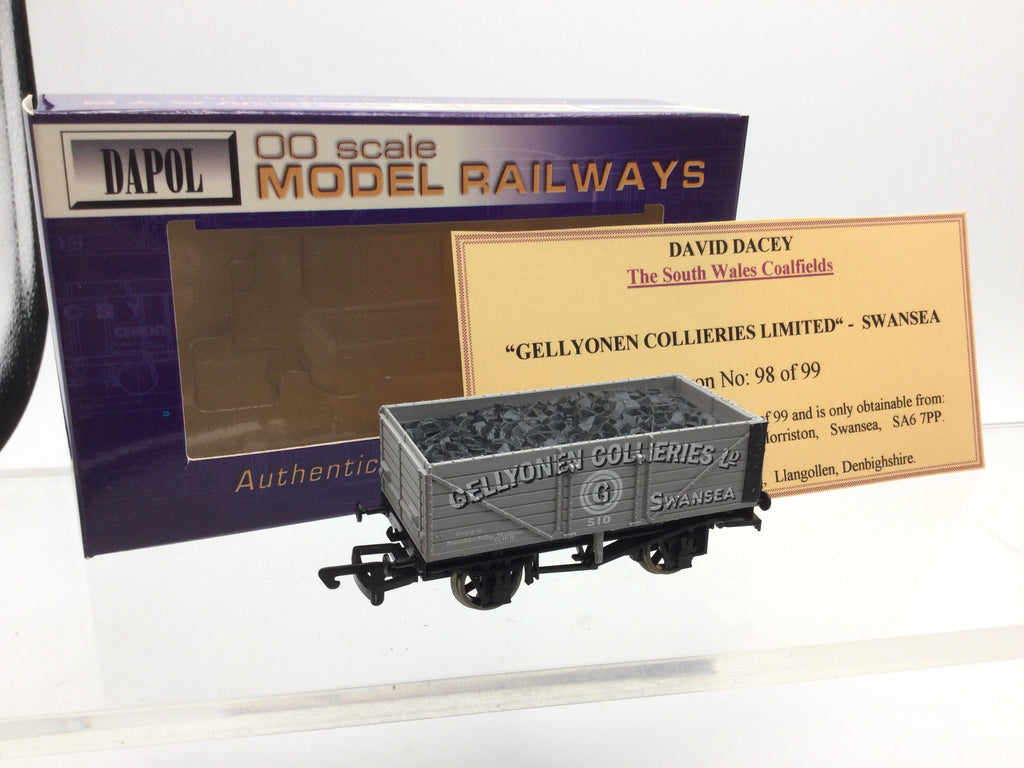 DAPOL
OO scale
MODEL RAILWAYS
CEMENT
Authentic
DAVID DACEY
The South Wales Coalfields
“GELLYONEN COLLIERIES LIMITED“ - SWANSEA
on No: 98 of 99
of 99 and is only obtainable from:
Morriston, Swansea, SA6 7PP.
, Llangollen, Denbighshire.
GELLYONEN COLLIERIES LD
G
SWANSEA
510
G.W.R